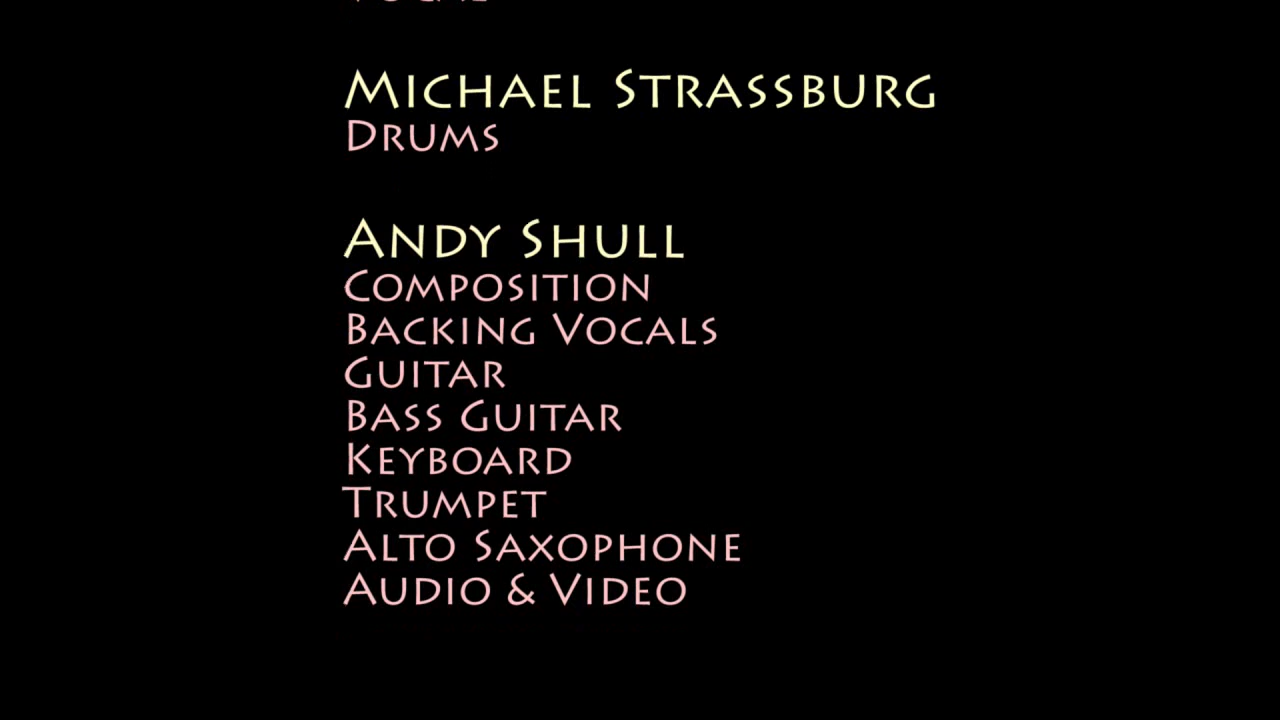 Michael Strassburg
Drums
Andy Shull
Composition
Backing Vocals
Guitar
Bass Guitar
Keyboard
Trumpet
Alto Saxophone
Audio & Video